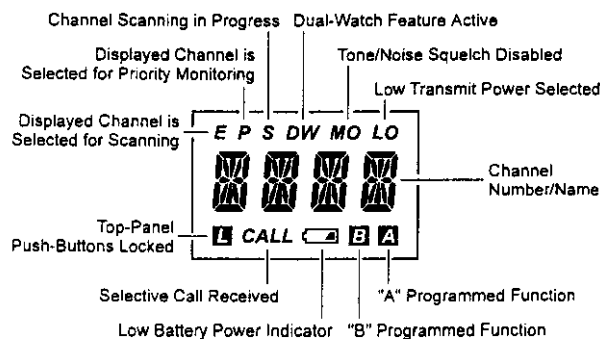 Channel Scanning in Progress
Dual-Watch Feature Active
Displayed Channel is
Selected for Priority Monitoring
Tone/Noise Squelch Disabled
Low Transmit Power Selected
Displayed Channel is
Selected for Scanning
E P S DW MO LO
Channel
Number/Name
Top-Panel
Push-Buttons Locked
L CALL B A
Selective Call Received
"A" Programmed Function
Low Battery Power Indicator
"B" Programmed Function